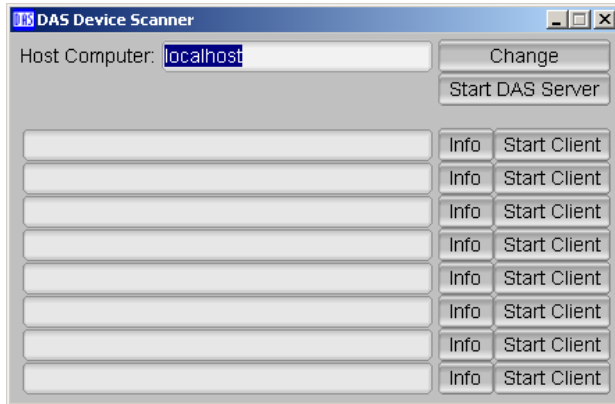 DAS DAS Device Scanner
Host Computer: localhost Change
Start DAS Server
Info Start Client
Info Start Client
Info Start Client
Info Start Client
Info Start Client
Info Start Client
Info Start Client
Info Start Client